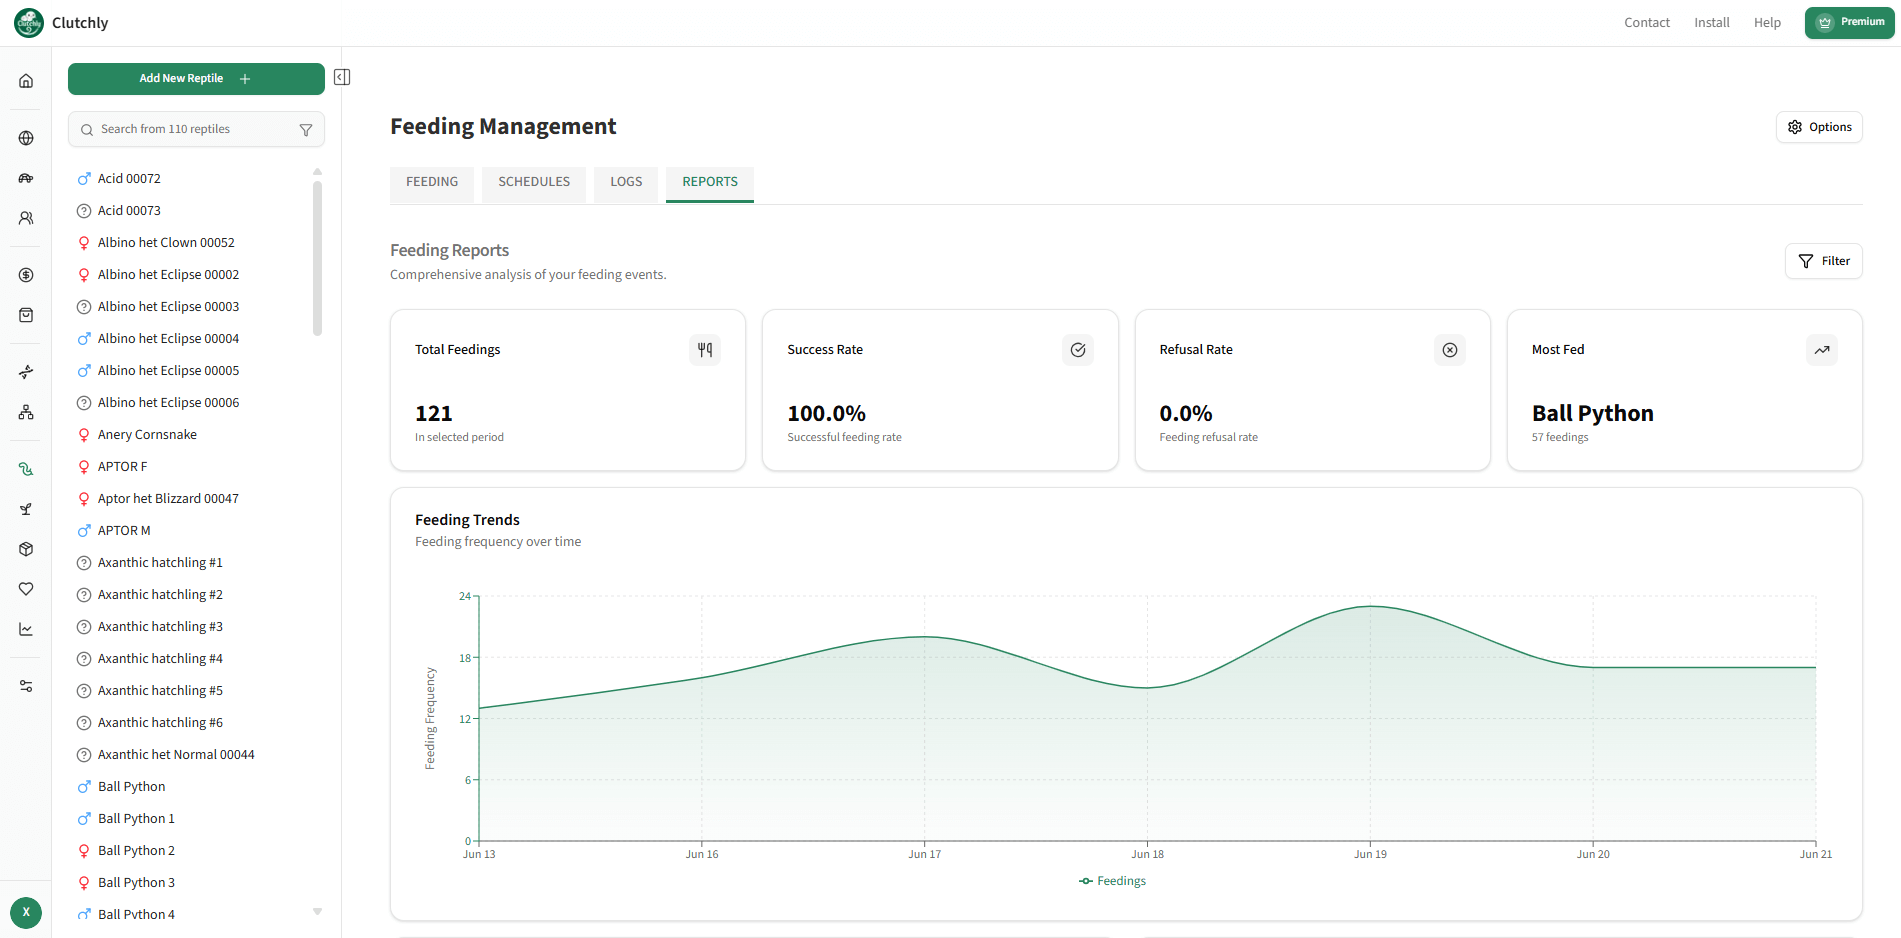 Clutchly
Contact
Install
Help
Premium
Add New Reptile
Search from 110 reptiles
Acid 00072
Acid 00073
Albino het Clown 00052
Albino het Eclipse 00002
Albino het Eclipse 00003
Albino het Eclipse 00004
Albino het Eclipse 00005
Albino het Eclipse 00006
Anery Cornsnake
APTOR F
Aptor het Blizzard 00047
APTOR M
Axanthic hatchling #1
Axanthic hatchling #2
Axanthic hatchling #3
Axanthic hatchling #4
Axanthic hatchling #5
Axanthic hatchling #6
Axanthic het Normal 00044
Ball Python
Ball Python 1
Ball Python 2
Ball Python 3
Ball Python 4
X
Feeding Management
Options
FEEDING
SCHEDULES
LOGS
REPORTS
Feeding Reports
Comprehensive analysis of your feeding events.
Filter
Total Feedings
121
In selected period
Success Rate
100.0%
Successful feeding rate
Refusal Rate
0.0%
Feeding refusal rate
Most Fed
Ball Python
57 feedings
Feeding Trends
Feeding frequency over time
Feeding Frequency
24
18
12
6
0
Jun 13
Jun 16
Jun 17
Jun 18
Jun 19
Jun 20
Jun 21
Feedings